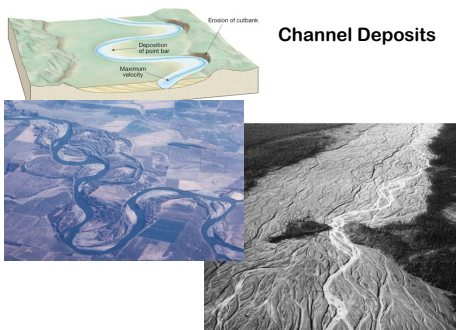 Channel Deposits
Erosion of cutbank
Deposition
of point bar
Maximum
velocity